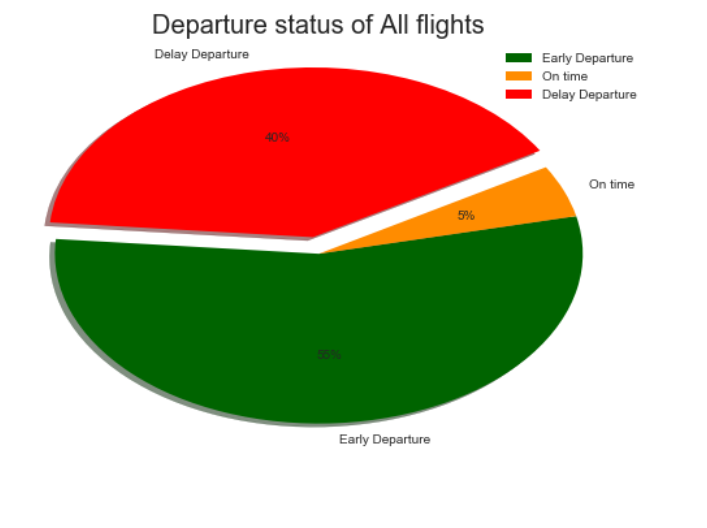 Departure status of All flights
Delay Departure
Early Departure
On time
Delay Departure
40%
On time
5%
55%
Early Departure